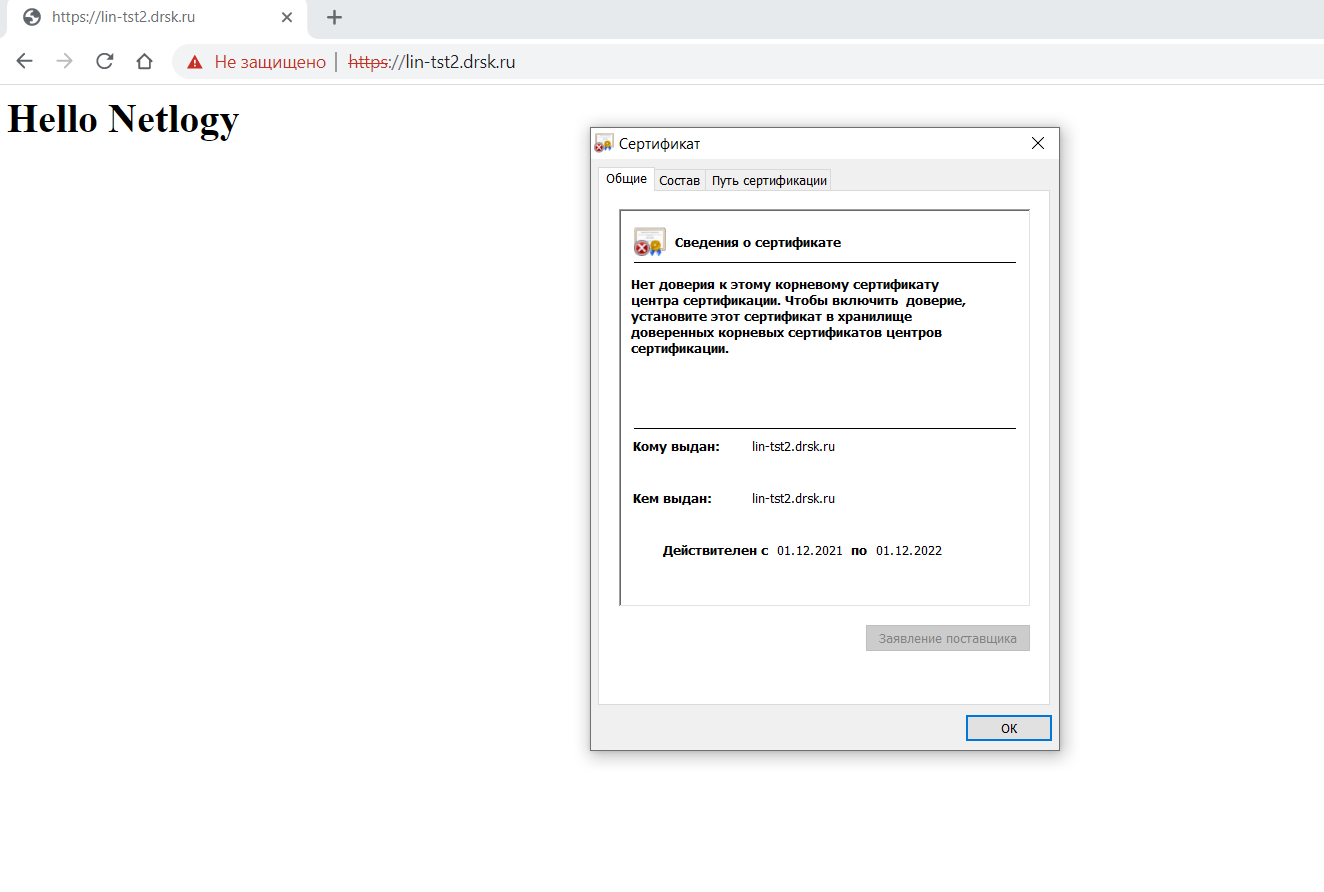 https://lin-tst2.drsk.ru
Не защищено | https://lin-tst2.drsk.ru
Hello Netlogy
Сертификат
Общие Состав Путь сертификации
Сведения о сертификате
Нет доверия к этому корневому сертификату
центра сертификации. Чтобы включить доверие,
установите этот сертификат в хранилище
доверенных корневых сертификатов центров
сертификации.
Кому выдан: lin-tst2.drsk.ru
Кем выдан: lin-tst2.drsk.ru
Действителен с 01.12.2021 по 01.12.2022
Заявление поставщика
ОК